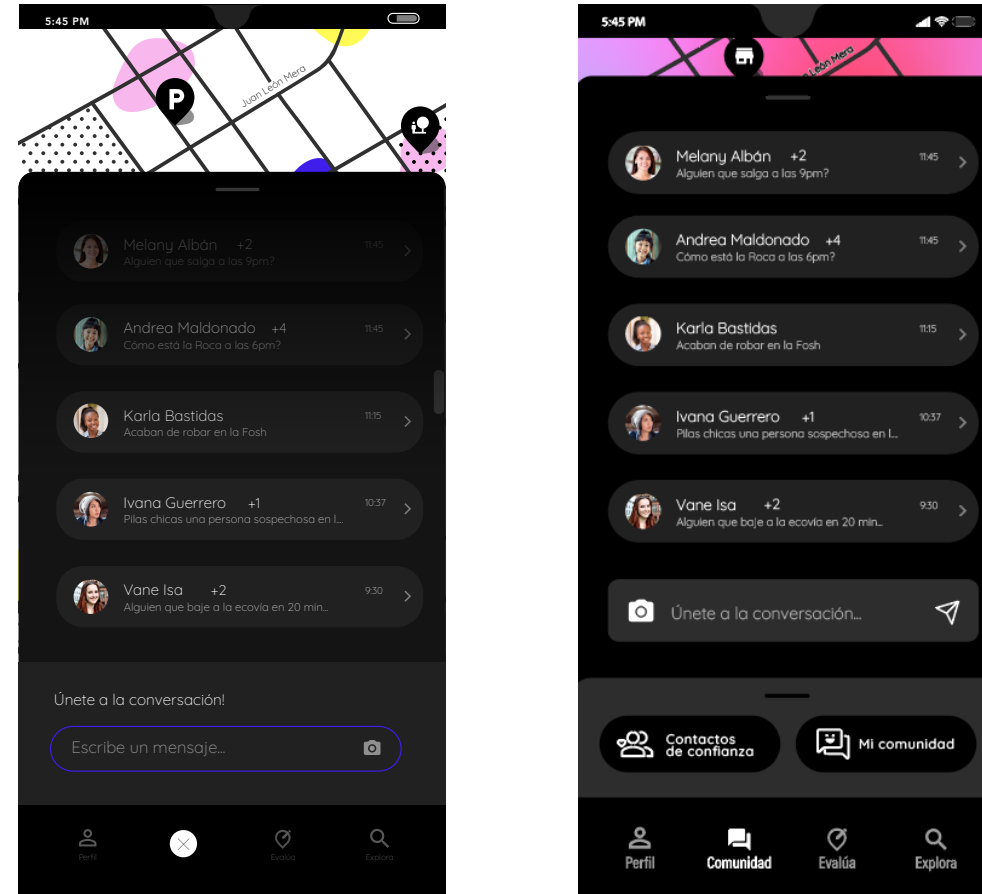 5:45 PM
Juan León Mera
P
Melany Albán +2 11:45
Alguien que salga a las 9pm?
Andrea Maldonado +4 11:45
Cómo está la Roca a las 6pm?
Karla Bastidas 11:15
Acaban de robar en la Fosh
Ivana Guerrero +1 10:37
Pilas chicas una persona sospechosa en l...
Vane Isa +2 9:30
Alguien que baje a la ecovía en 20 min...
Únete a la conversación!
Escribe un mensaje...
Perfil
Evalúa
Explora
5:45 PM
León Mera
Melany Albán +2 11:45
Alguien que salga a las 9pm?
Andrea Maldonado +4 11:45
Cómo está la Roca a las 6pm?
Karla Bastidas 11:15
Acaban de robar en la Fosh
Ivana Guerrero +1 10:37
Pilas chicas una persona sospechosa en l...
Vane Isa +2 9:30
Alguien que baje a la ecovía en 20 min...
Únete a la conversación...
Contactos
de confianza
Mi comunidad
Perfil
Comunidad
Evalúa
Explora